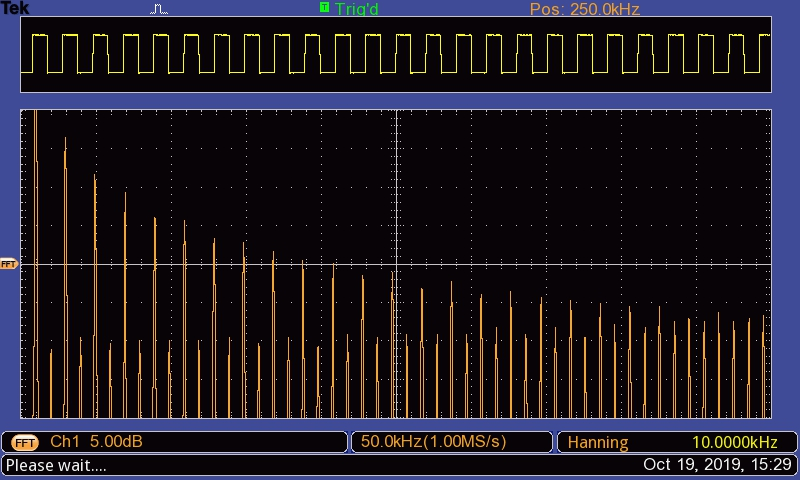 Tek T Trig'd Pos: 250.0kHz
FFT
FFT Ch1 5.00dB 50.0kHz(1.00MS/s) Hanning 10.0000kHz
Please wait.... Oct 19, 2019, 15:29